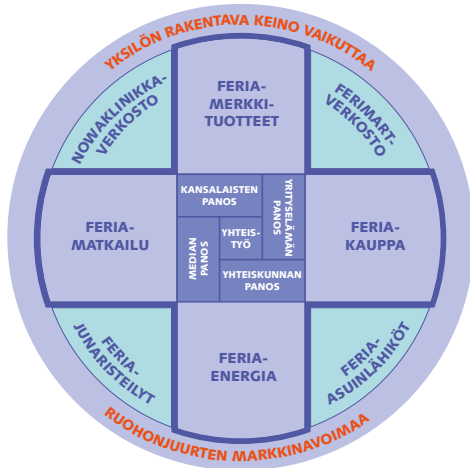 YKSILÖN RAKENTAVA KEINO VAIKUTTAA
NOWAKLINIKKA-
VERKOSTO
FERIA-
MERKKI-
TUOTTEET
FERIMART-
VERKOSTO
FERIA-
MATKAILU
KANSALAISTEN
PANOS
YRITYSELÄMÄN
PANOS
MEDIAN
PANOS
YHTEIS-
TYÖ
YHTEISKUNNAN
PANOS
FERIA-
KAUPPA
FERIA-
JUNARISTEILYT
FERIA-
ENERGIA
FERIA-
ASUINLÄHIKÖT
RUOHONJUURTEN MARKKINAVOIMAA